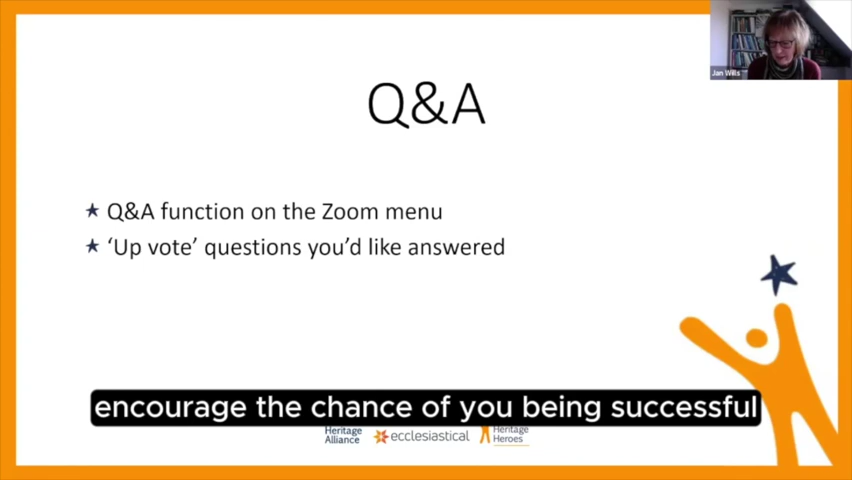 Jan Wills
Q&A
Q&A function on the Zoom menu
‘Up vote’ questions you’d like answered
encourage the chance of you being successful
Heritage
Alliance
ecclesiastical
Heritage
Heroes